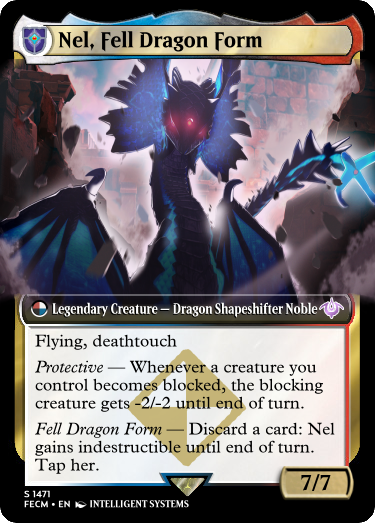 Nel, Fell Dragon Form
Legendary Creature — Dragon Shapeshifter Noble
Flying, deathtouch
Protective — Whenever a creature you
control becomes blocked, the blocking
creature gets -2/-2 until end of turn.
Fell Dragon Form — Discard a card: Nel
gains indestructible until end of turn.
Tap her.
7/7
S 1471
FECM • EN INTELLIGENT SYSTEMS